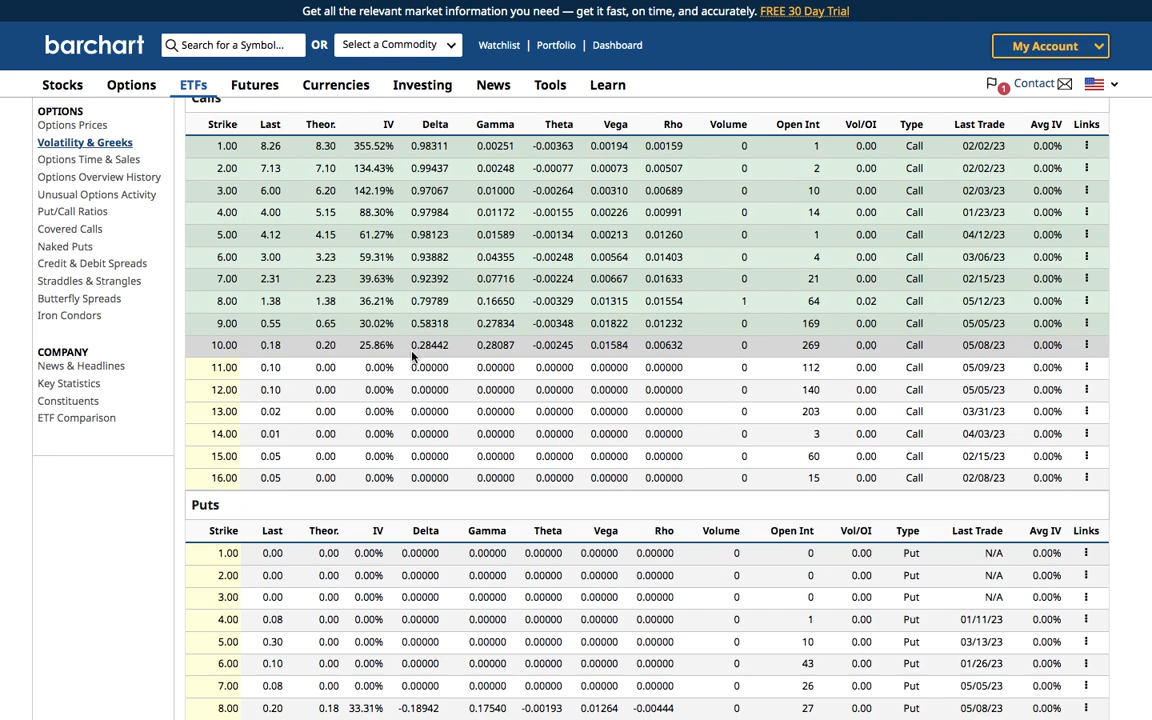 Get all the relevant market information you need — get it fast, on time, and accurately. FREE 30 Day Trial
barchart Search for a Symbol... OR Select a Commodity Watchlist | Portfolio | Dashboard My Account
Stocks Options ETFs Futures Currencies Investing News Tools Learn 1 Contact
OPTIONS
Options Prices
Volatility & Greeks
Options Time & Sales
Options Overview History
Unusual Options Activity
Put/Call Ratios
Covered Calls
Naked Puts
Credit & Debit Spreads
Straddles & Strangles
Butterfly Spreads
Iron Condors
COMPANY
News & Headlines
Key Statistics
Constituents
ETF Comparison
Calls
Strike Last Theor. IV Delta Gamma Theta Vega Rho Volume Open Int Vol/OI Type Last Trade Avg IV Links
1.00 8.26 8.30 355.52% 0.98311 0.00251 -0.00363 0.00194 0.00159 0 1 0.00 Call 02/02/23 0.00%
2.00 7.13 7.10 134.43% 0.99437 0.00248 -0.00077 0.00073 0.00507 0 2 0.00 Call 02/02/23 0.00%
3.00 6.00 6.20 142.19% 0.97067 0.01000 -0.00264 0.00310 0.00689 0 10 0.00 Call 02/03/23 0.00%
4.00 4.00 5.15 88.30% 0.97984 0.01172 -0.00155 0.00226 0.00991 0 14 0.00 Call 01/23/23 0.00%
5.00 4.12 4.15 61.27% 0.98123 0.01589 -0.00134 0.00213 0.01260 0 1 0.00 Call 04/12/23 0.00%
6.00 3.00 3.23 59.31% 0.93882 0.04355 -0.00248 0.00564 0.01403 0 4 0.00 Call 03/06/23 0.00%
7.00 2.31 2.23 39.63% 0.92392 0.07716 -0.00224 0.00667 0.01633 0 21 0.00 Call 02/15/23 0.00%
8.00 1.38 1.38 36.21% 0.79789 0.16650 -0.00329 0.01315 0.01554 1 64 0.02 Call 05/12/23 0.00%
9.00 0.55 0.65 30.02% 0.58318 0.27834 -0.00348 0.01822 0.01232 0 169 0.00 Call 05/05/23 0.00%
10.00 0.18 0.20 25.86% 0.28442 0.28087 -0.00245 0.01584 0.00632 0 269 0.00 Call 05/08/23 0.00%
11.00 0.10 0.00 0.00% 0.00000 0.00000 0.00000 0.00000 0.00000 0 112 0.00 Call 05/09/23 0.00%
12.00 0.10 0.00 0.00% 0.00000 0.00000 0.00000 0.00000 0.00000 0 140 0.00 Call 05/05/23 0.00%
13.00 0.02 0.00 0.00% 0.00000 0.00000 0.00000 0.00000 0.00000 0 203 0.00 Call 03/31/23 0.00%
14.00 0.01 0.00 0.00% 0.00000 0.00000 0.00000 0.00000 0.00000 0 3 0.00 Call 04/03/23 0.00%
15.00 0.05 0.00 0.00% 0.00000 0.00000 0.00000 0.00000 0.00000 0 60 0.00 Call 02/15/23 0.00%
16.00 0.05 0.00 0.00% 0.00000 0.00000 0.00000 0.00000 0.00000 0 15 0.00 Call 02/08/23 0.00%
Puts
Strike Last Theor. IV Delta Gamma Theta Vega Rho Volume Open Int Vol/OI Type Last Trade Avg IV Links
1.00 0.00 0.00 0.00% 0.00000 0.00000 0.00000 0.00000 0.00000 0 0 0.00 Put N/A 0.00%
2.00 0.00 0.00 0.00% 0.00000 0.00000 0.00000 0.00000 0.00000 0 0 0.00 Put N/A 0.00%
3.00 0.00 0.00 0.00% 0.00000 0.00000 0.00000 0.00000 0.00000 0 0 0.00 Put N/A 0.00%
4.00 0.08 0.00 0.00% 0.00000 0.00000 0.00000 0.00000 0.00000 0 1 0.00 Put 01/11/23 0.00%
5.00 0.30 0.00 0.00% 0.00000 0.00000 0.00000 0.00000 0.00000 0 10 0.00 Put 03/13/23 0.00%
6.00 0.10 0.00 0.00% 0.00000 0.00000 0.00000 0.00000 0.00000 0 43 0.00 Put 01/26/23 0.00%
7.00 0.08 0.00 0.00% 0.00000 0.00000 0.00000 0.00000 0.00000 0 26 0.00 Put 05/05/23 0.00%
8.00 0.20 0.18 33.31% -0.18942 0.17540 -0.00193 0.01264 -0.00444 0 27 0.00 Put 05/08/23 0.00%